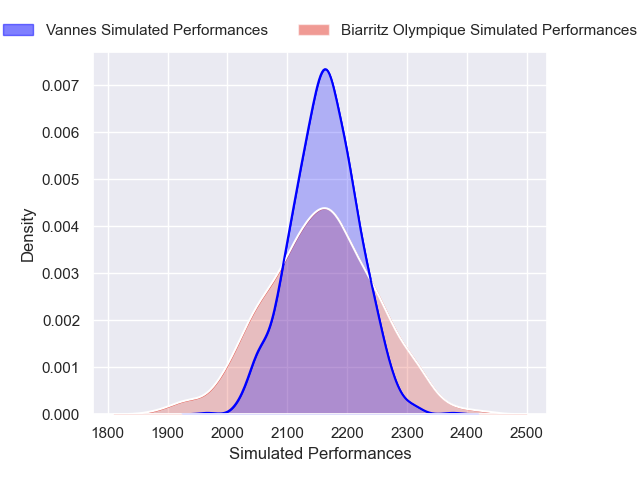 Vannes Simulated Performances
Biarritz Olympique Simulated Performances
0.007
0.006
0.005
0.004
0.003
0.002
0.001
0.000
Density
1800 1900 2000 2100 2200 2300 2400 2500
Simulated Performances